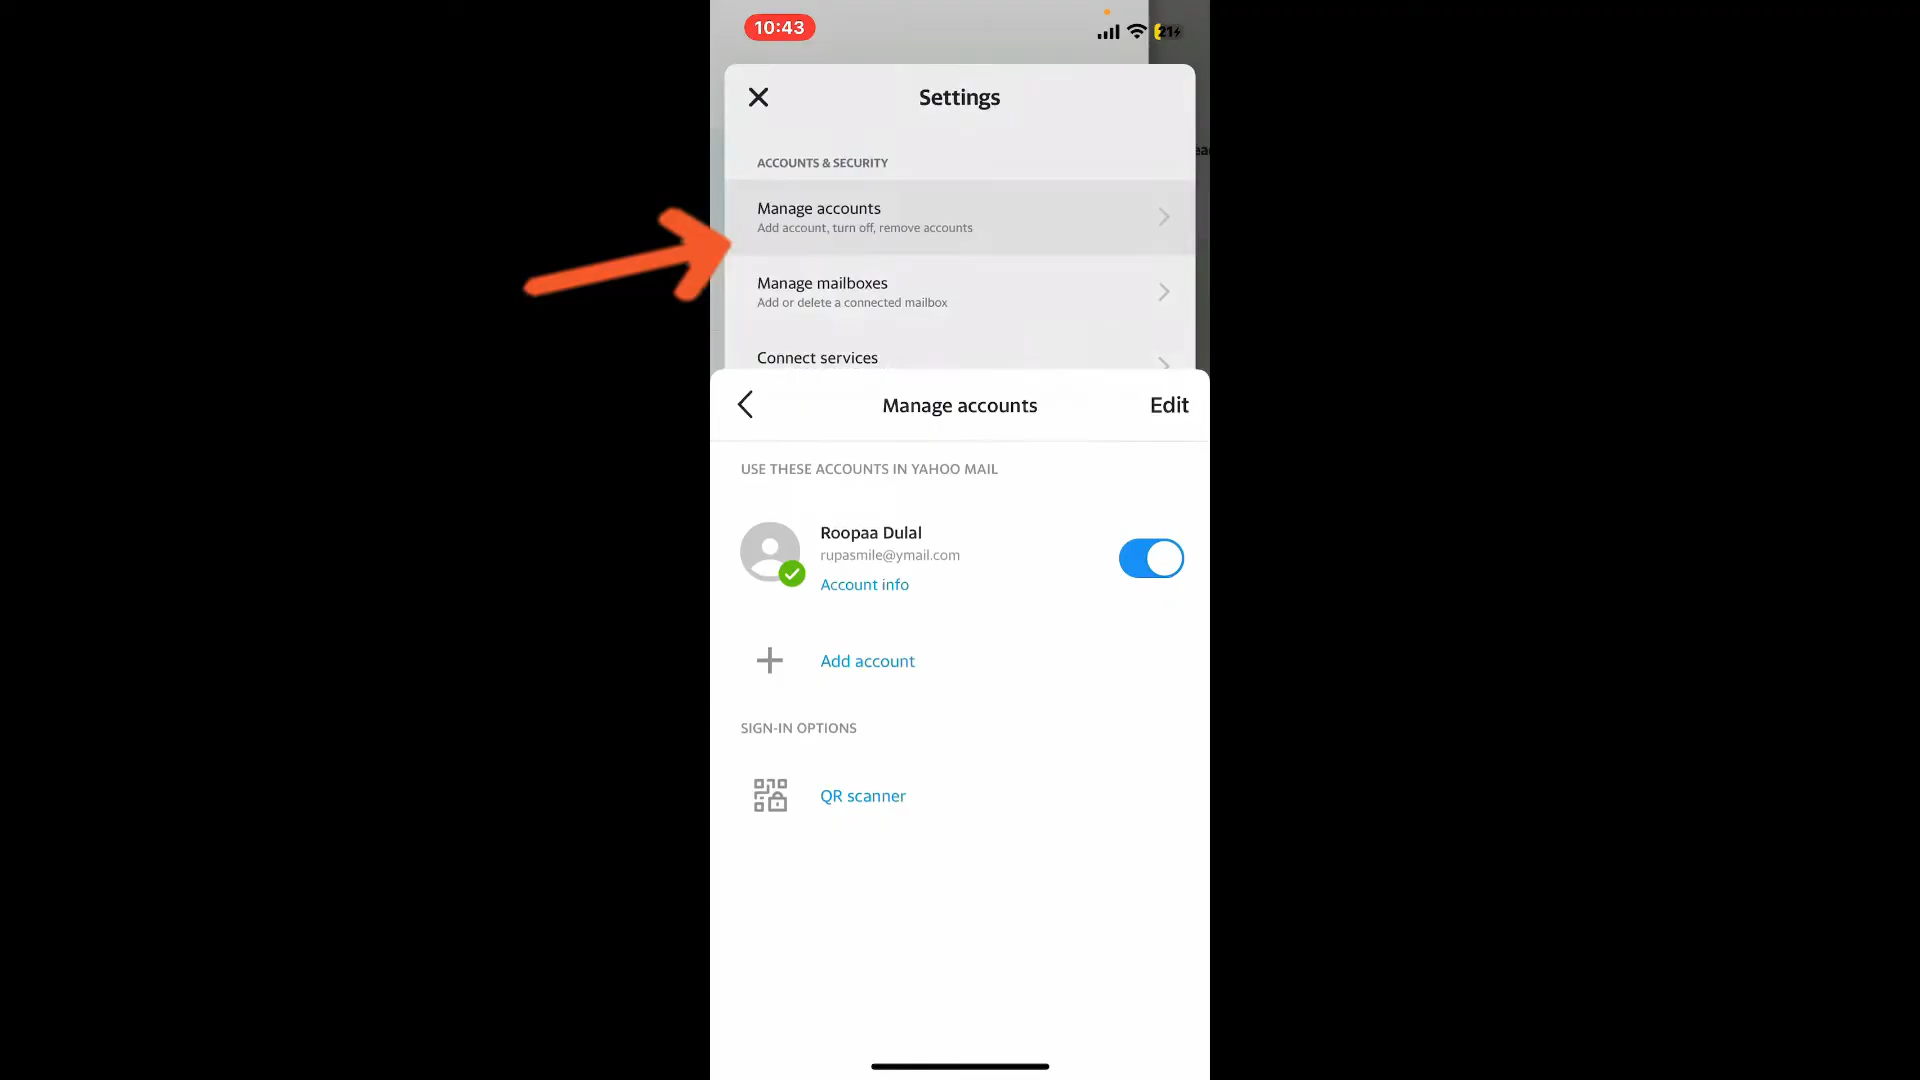 10:43
21
Settings
ACCOUNTS & SECURITY
Manage accounts
Add account, turn off, remove accounts
Manage mailboxes
Add or delete a connected mailbox
Connect services
Manage accounts
Edit
USE THESE ACCOUNTS IN YAHOO MAIL
Roopaa Dulal
rupasmile@ymail.com
Account info
Add account
SIGN-IN OPTIONS
QR scanner